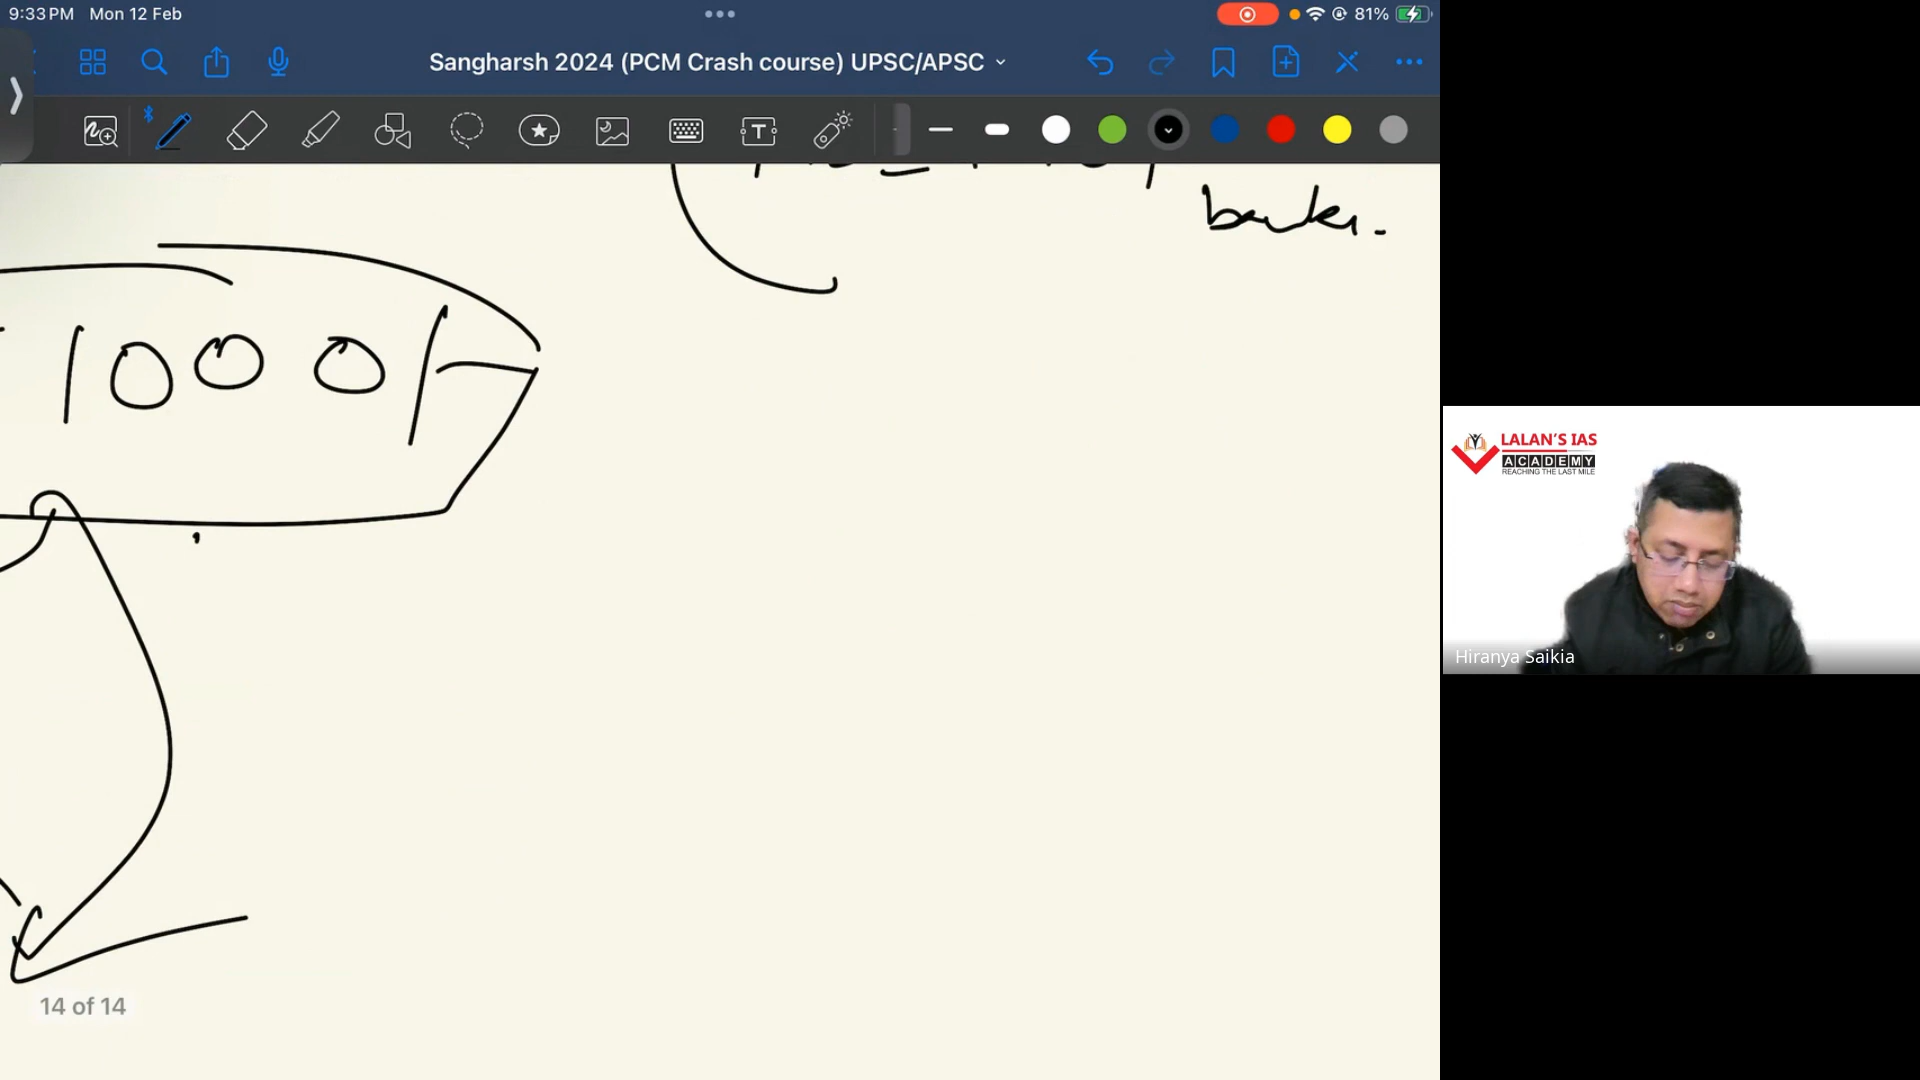 9:33 PM Mon 12 Feb
81%
Sangharsh 2024 (PCM Crash course) UPSC/APSC
T
1000/-
14 of 14
LALAN'S IAS
ACADEMY
REACHING THE LAST MILE
Hiranya Saikia